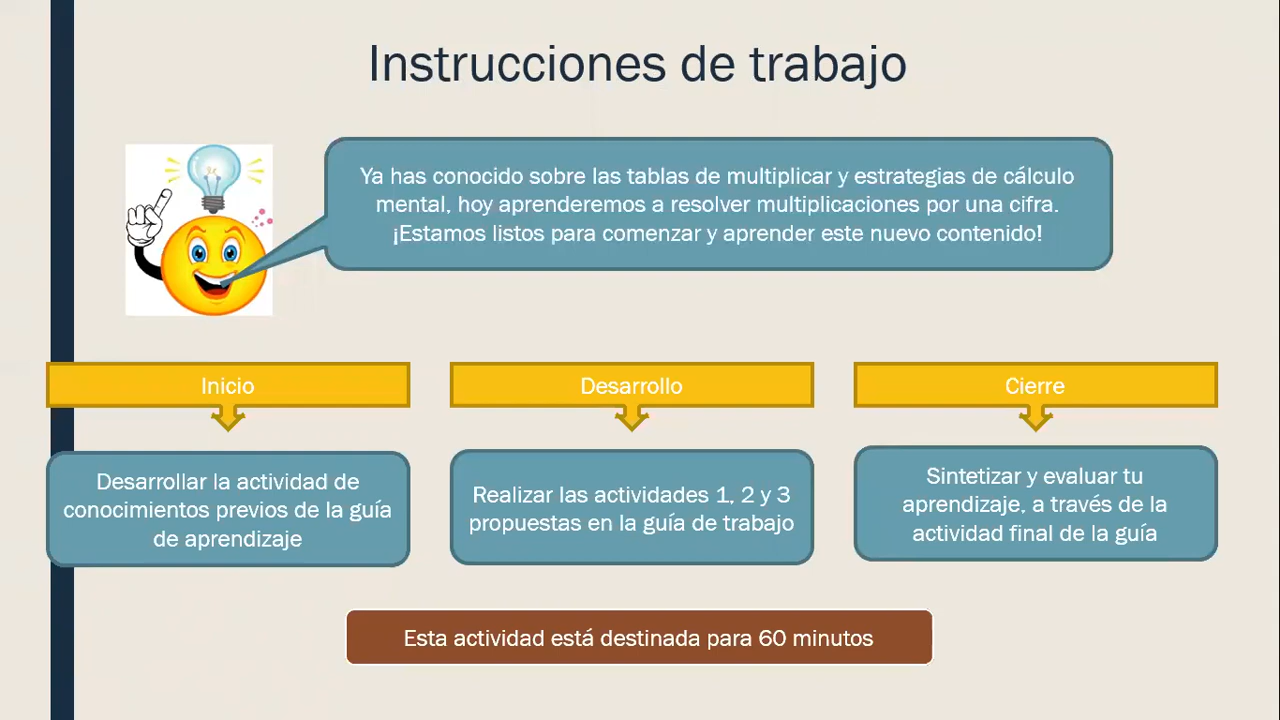 Instrucciones de trabajo
Ya has conocido sobre las tablas de multiplicar y estrategias de cálculo
mental, hoy aprenderemos a resolver multiplicaciones por una cifra.
¡Estamos listos para comenzar y aprender este nuevo contenido!
Inicio
Desarrollar la actividad de
conocimientos previos de la guía
de aprendizaje
Desarrollo
Realizar las actividades 1, 2 y 3
propuestas en la guía de trabajo
Cierre
Sintetizar y evaluar tu
aprendizaje, a través de la
actividad final de la guía
Esta actividad está destinada para 60 minutos